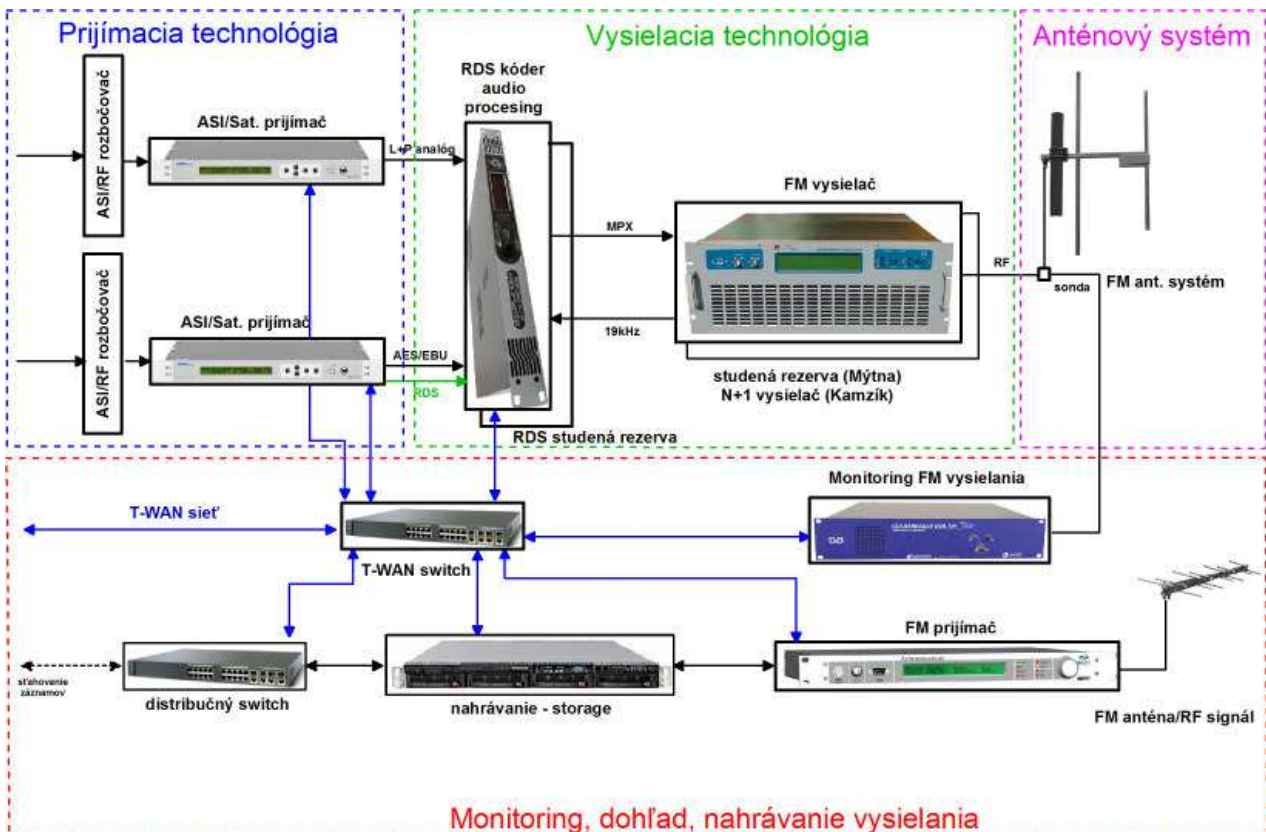 Prijímacia technológia
Vysielacia technológia
Anténový systém
ASI/RF rozbočovač
ASI/Sat. prijímač
L+P analóg
RDS kóder
audio
procesing
MPX
19kHz
FM vysielač
RF
sonda
FM ant. systém
ASI/RF rozbočovač
ASI/Sat. prijímač
AES/EBU
RDS
studená rezerva (Mýtna)
N+1 vysielač (Kamzík)
RDS studená rezerva
T-WAN sieť
T-WAN switch
Monitoring FM vysielania
DVB
sťahovanie
záznamov
distribučný switch
nahrávanie - storage
FM prijímač
FM anténa/RF signál
Monitoring, dohľad, nahrávanie vysielania